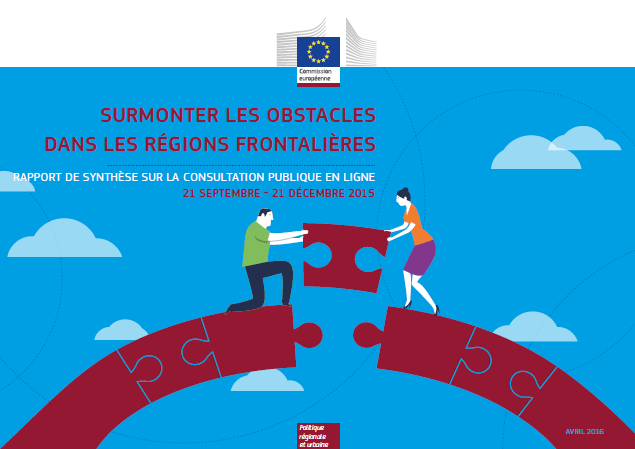 Commission
européenne
SURMONTER LES OBSTACLES
DANS LES RÉGIONS FRONTALIÈRES
RAPPORT DE SYNTHÈSE SUR LA CONSULTATION PUBLIQUE EN LIGNE
21 SEPTEMBRE – 21 DÉCEMBRE 2015
Politique
régionale
et urbaine
AVRIL 2016